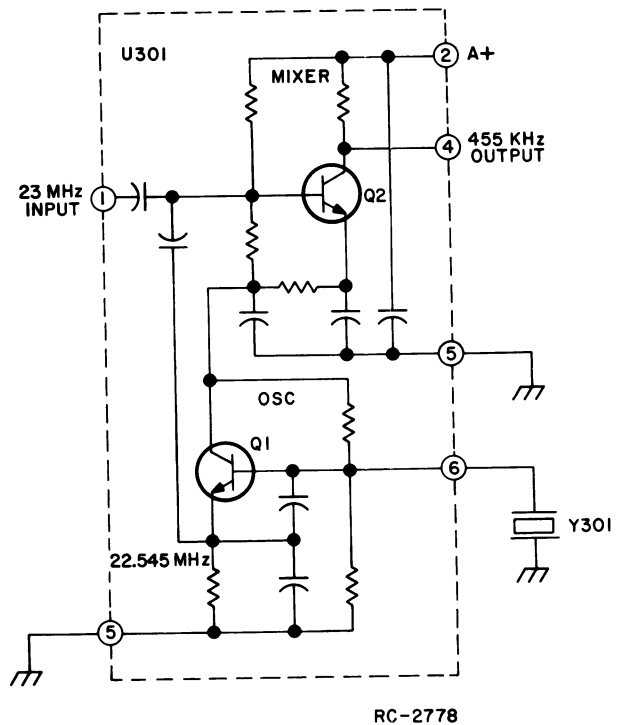 U301
MIXER
2 A+
4 455 KHz
OUTPUT
Q2
23 MHz
INPUT
1
5
OSC
Q1
6
Y301
22.545 MHz
5
RC-2778